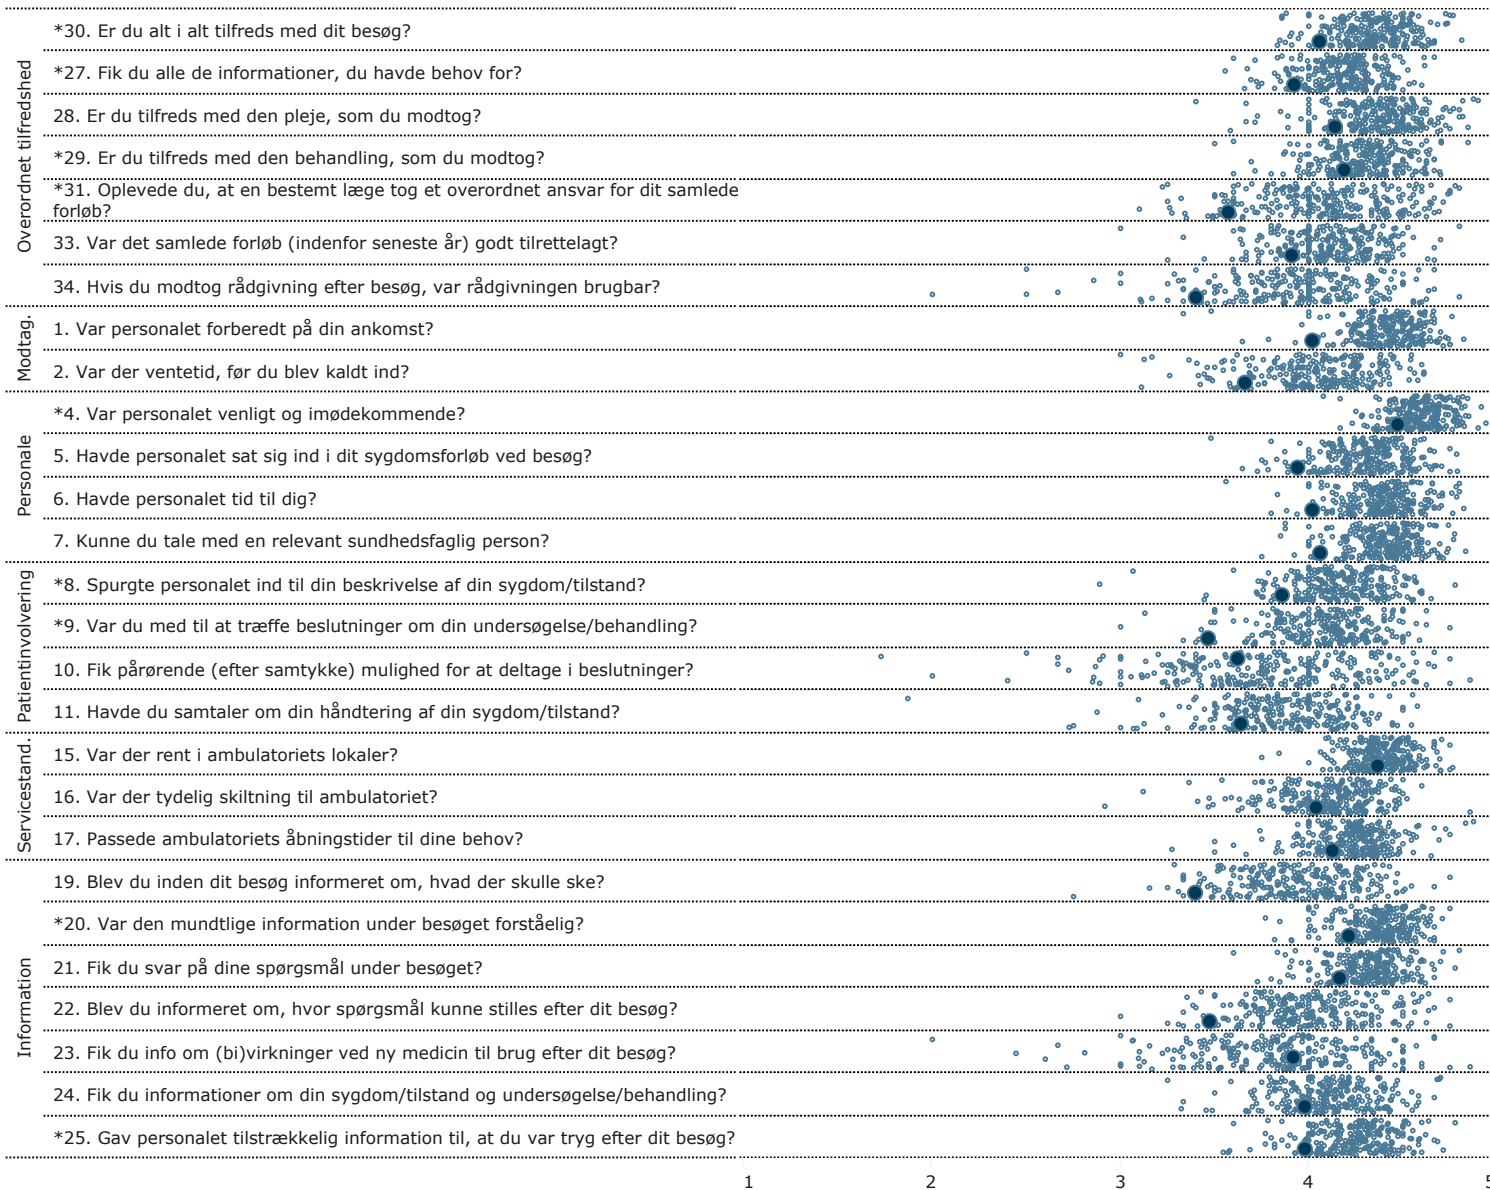 Overordnet tilfredshed
*30. Er du alt i alt tilfreds med dit besøg?
*27. Fik du alle de informationer, du havde behov for?
28. Er du tilfreds med den pleje, som du modtog?
*29. Er du tilfreds med den behandling, som du modtog?
*31. Oplevede du, at en bestemt læge tog et overordnet ansvar for dit samlede
forløb?
33. Var det samlede forløb (indenfor seneste år) godt tilrettelagt?
34. Hvis du modtog rådgivning efter besøg, var rådgivningen brugbar?
Modtag.
1. Var personalet forberedt på din ankomst?
2. Var der ventetid, før du blev kaldt ind?
Personale
*4. Var personalet venligt og imødekommende?
5. Havde personalet sat sig ind i dit sygdomsforløb ved besøg?
6. Havde personalet tid til dig?
7. Kunne du tale med en relevant sundhedsfaglig person?
Patientinvolvering
*8. Spurgte personalet ind til din beskrivelse af din sygdom/tilstand?
*9. Var du med til at træffe beslutninger om din undersøgelse/behandling?
10. Fik pårørende (efter samtykke) mulighed for at deltage i beslutninger?
11. Havde du samtaler om din håndtering af din sygdom/tilstand?
Servicestand.
15. Var der rent i ambulatoriets lokaler?
16. Var der tydelig skiltning til ambulatoriet?
17. Passede ambulatoriets åbningstider til dine behov?
Information
19. Blev du inden dit besøg informeret om, hvad der skulle ske?
*20. Var den mundtlige information under besøget forståelig?
21. Fik du svar på dine spørgsmål under besøget?
22. Blev du informeret om, hvor spørgsmål kunne stilles efter dit besøg?
23. Fik du info om (bi)virkninger ved ny medicin til brug efter dit besøg?
24. Fik du informationer om din sygdom/tilstand og undersøgelse/behandling?
*25. Gav personalet tilstrækkelig information til, at du var tryg efter dit besøg?
1 2 3 4 5